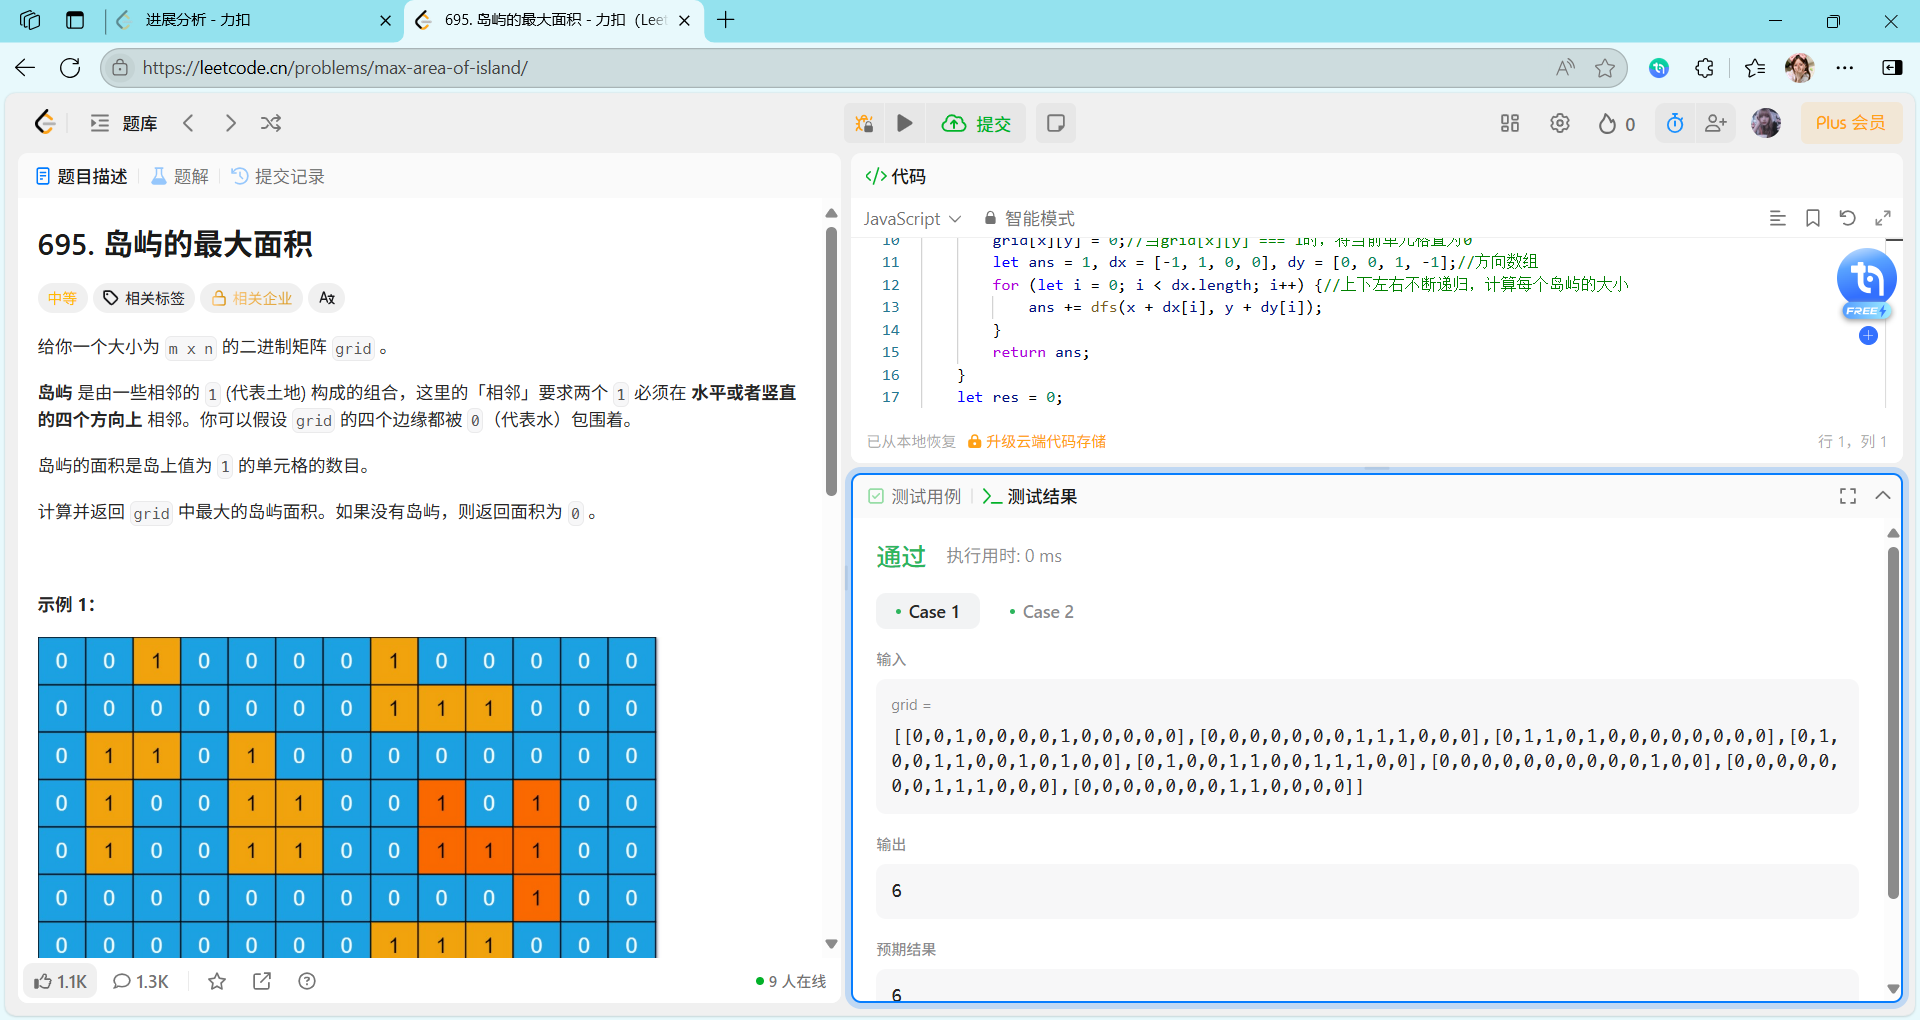 进展分析 - 力扣
695. 岛屿的最大面积 - 力扣（Leet
https://leetcode.cn/problems/max-area-of-island/
题库
提交
0
Plus 会员
题目描述
题解
提交记录
695. 岛屿的最大面积
中等
相关标签
相关企业
给你一个大小为 m x n 的二进制矩阵 grid 。
岛屿 是由一些相邻的 1 (代表土地) 构成的组合，这里的「相邻」要求两个 1 必须在 水平或者竖直
的四个方向上 相邻。你可以假设 grid 的四个边缘都被 0（代表水）包围着。
岛屿的面积是岛上值为 1 的单元格的数目。
计算并返回 grid 中最大的岛屿面积。如果没有岛屿，则返回面积为 0 。
示例 1：
0 0 1 0 0 0 0 1 0 0 0 0 0
0 0 0 0 0 0 0 1 1 1 0 0 0
0 1 1 0 1 0 0 0 0 0 0 0 0
0 1 0 0 1 1 0 0 1 0 1 0 0
0 1 0 0 1 1 0 0 1 1 1 0 0
0 0 0 0 0 0 0 0 0 0 1 0 0
0 0 0 0 0 0 0 1 1 1 0 0 0
1.1K
1.3K
9 人在线
代码
JavaScript
智能模式
10 grid[x][y] = 0;//当grid[x][y] === 1时，将当前单元格置为0
11 let ans = 1, dx = [-1, 1, 0, 0], dy = [0, 0, 1, -1];//方向数组
12 for (let i = 0; i < dx.length; i++) {//上下左右不断递归，计算每个岛屿的大小
13 ans += dfs(x + dx[i], y + dy[i]);
14 }
15 return ans;
16 }
17 let res = 0;
FREE
已从本地恢复
升级云端代码存储
行 1，列 1
测试用例
测试结果
通过
执行用时: 0 ms
Case 1
Case 2
输入
grid =
[[0,0,1,0,0,0,0,1,0,0,0,0,0],[0,0,0,0,0,0,0,1,1,1,0,0,0],[0,1,1,0,1,0,0,0,0,0,0,0,0],[0,1,
0,0,1,1,0,0,1,0,1,0,0],[0,1,0,0,1,1,0,0,1,1,1,0,0],[0,0,0,0,0,0,0,0,0,0,1,0,0],[0,0,0,0,0,
0,0,1,1,1,0,0,0],[0,0,0,0,0,0,0,1,1,0,0,0,0]]
输出
6
预期结果
6